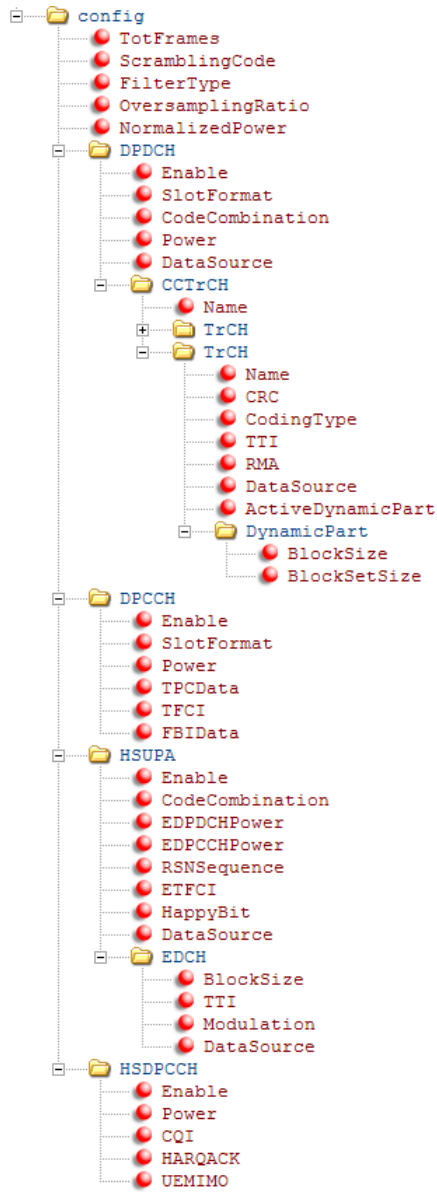 config
TotFrames
ScramblingCode
FilterType
OversamplingRatio
NormalizedPower
DPDCH
Enable
SlotFormat
CodeCombination
Power
DataSource
CCTrCH
Name
TrCH
TrCH
Name
CRC
CodingType
TTI
RMA
DataSource
ActiveDynamicPart
DynamicPart
BlockSize
BlockSetSize
DPCCH
Enable
SlotFormat
Power
TPCData
TFCI
FBIData
HSUPA
Enable
CodeCombination
EDPDCHPower
EDPCCHPower
RSNSequence
ETFCI
HappyBit
DataSource
EDCH
BlockSize
TTI
Modulation
DataSource
HSDPCCH
Enable
Power
CQI
HARQACK
UEMIMO